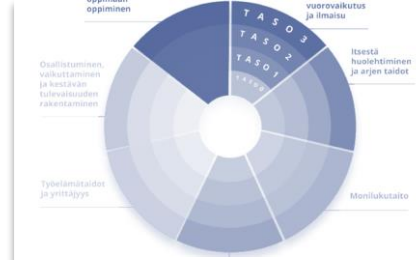 oppimaan
oppiminen
vuorovaikutus
ja ilmaisu
TASO 3
TASO 2
TASO 1
Itsestä
huolehtiminen
ja arjen taidot
Osallistuminen,
vaikuttaminen
ja kestävän
tulevaisuuden
rakentaminen
Työelämätaidot
ja yrittäjyys
Monilukutaito